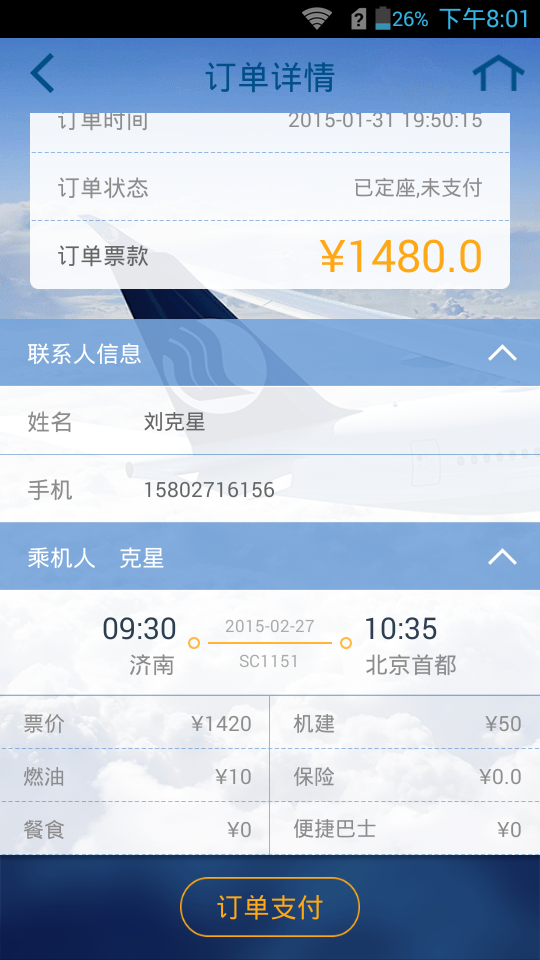 26% 下午8:01
订单详情
订单时间 2015-01-31 19:50:15
订单状态 已定座,未支付
订单票款 ¥1480.0
联系人信息
姓名 刘克星
手机 15802716156
乘机人 克星
09:30 2015-02-27 10:35
济南 SC1151 北京首都
票价 ¥1420 机建 ¥50
燃油 ¥10 保险 ¥0.0
餐食 ¥0 便捷巴士 ¥0
订单支付